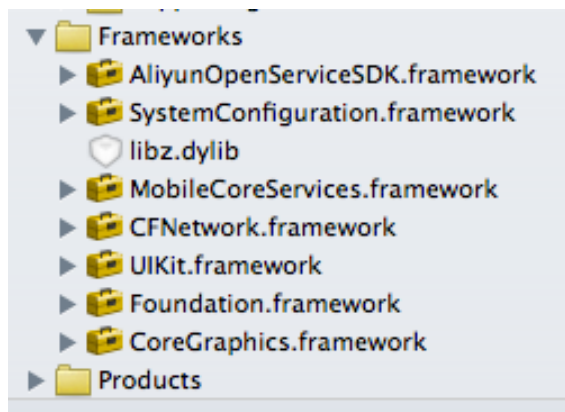 Frameworks
AliyunOpenServiceSDK.framework
SystemConfiguration.framework
libz.dylib
MobileCoreServices.framework
CFNetwork.framework
UIKit.framework
Foundation.framework
CoreGraphics.framework
Products